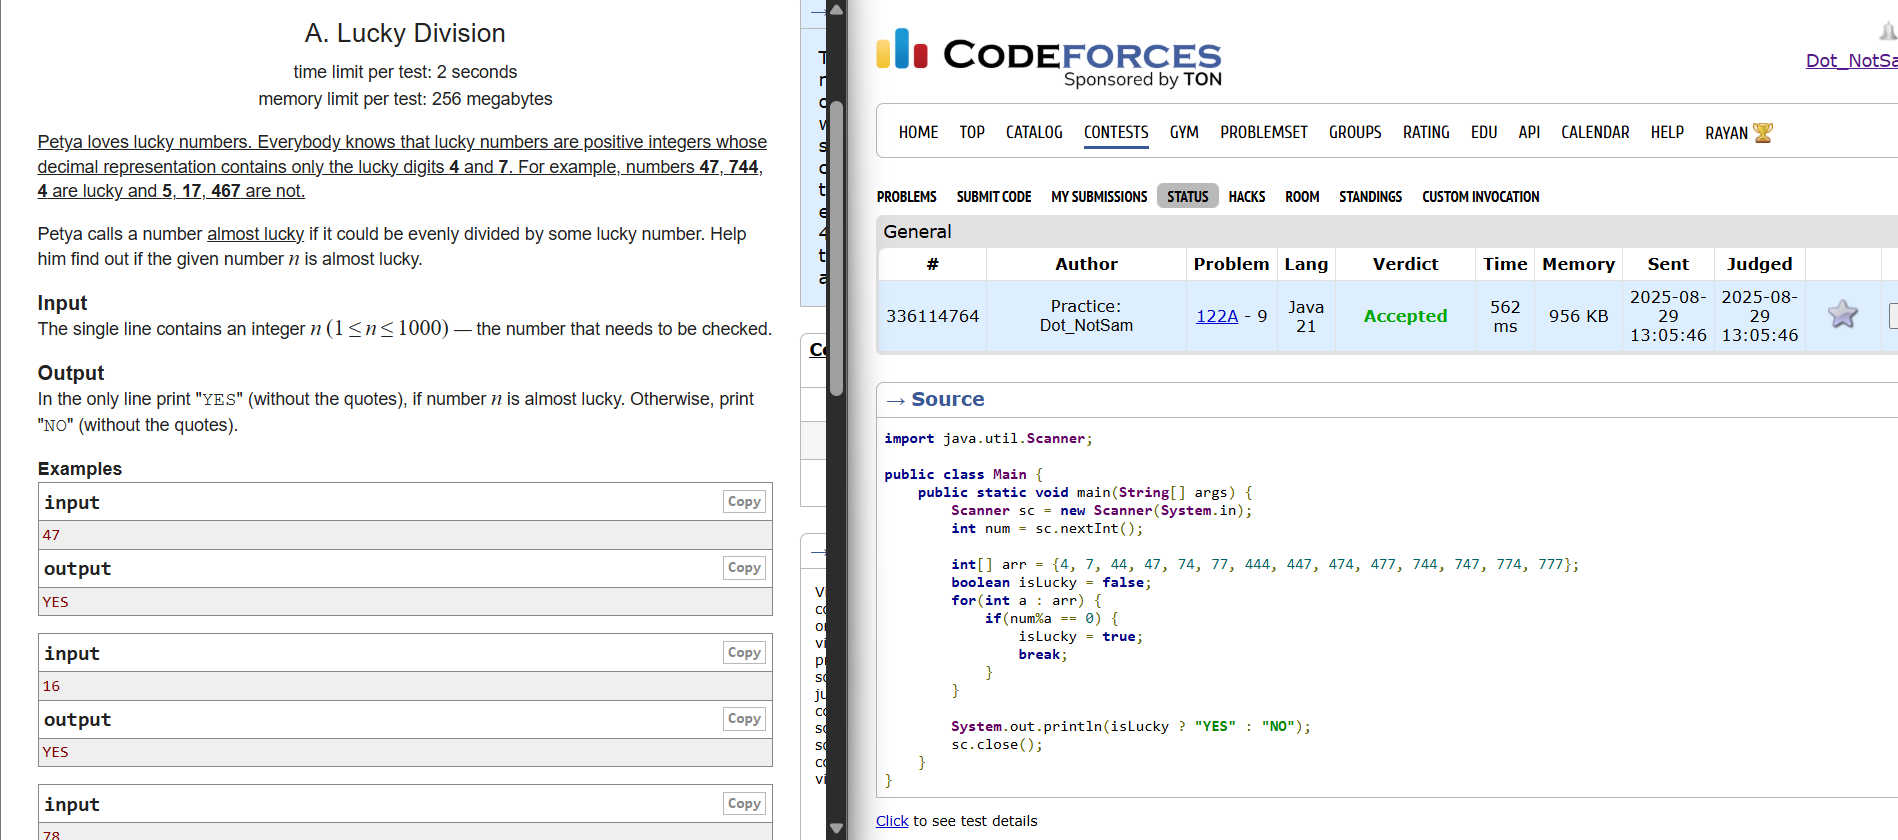 A. Lucky Division
time limit per test: 2 seconds
memory limit per test: 256 megabytes
Petya loves lucky numbers. Everybody knows that lucky numbers are positive integers whose
decimal representation contains only the lucky digits 4 and 7. For example, numbers 47, 744,
4 are lucky and 5, 17, 467 are not.
Petya calls a number almost lucky if it could be evenly divided by some lucky number. Help
him find out if the given number n is almost lucky.
Input
The single line contains an integer n (1 ≤ n ≤ 1000) — the number that needs to be checked.
Output
In the only line print "YES" (without the quotes), if number n is almost lucky. Otherwise, print
"NO" (without the quotes).
Examples
input
Copy
47
output
Copy
YES
input
Copy
16
output
Copy
YES
input
Copy
78
CODEFORCES
Sponsored by TON
HOME TOP CATALOG CONTESTS GYM PROBLEMSET GROUPS RATING EDU API CALENDAR HELP RAYAN
PROBLEMS SUBMIT CODE MY SUBMISSIONS STATUS HACKS ROOM STANDINGS CUSTOM INVOCATION
General
# Author Problem Lang Verdict Time Memory Sent Judged
336114764 Practice: Dot_NotSam 122A - 9 Java 21 Accepted 562 ms 956 KB 2025-08-29 13:05:46 2025-08-29 13:05:46
→ Source
import java.util.Scanner;
public class Main {
public static void main(String[] args) {
Scanner sc = new Scanner(System.in);
int num = sc.nextInt();
int[] arr = {4, 7, 44, 47, 74, 77, 444, 447, 474, 477, 744, 747, 774, 777};
boolean isLucky = false;
for(int a : arr) {
if(num%a == 0) {
isLucky = true;
break;
}
}
System.out.println(isLucky ? "YES" : "NO");
sc.close();
}
}
Click to see test details